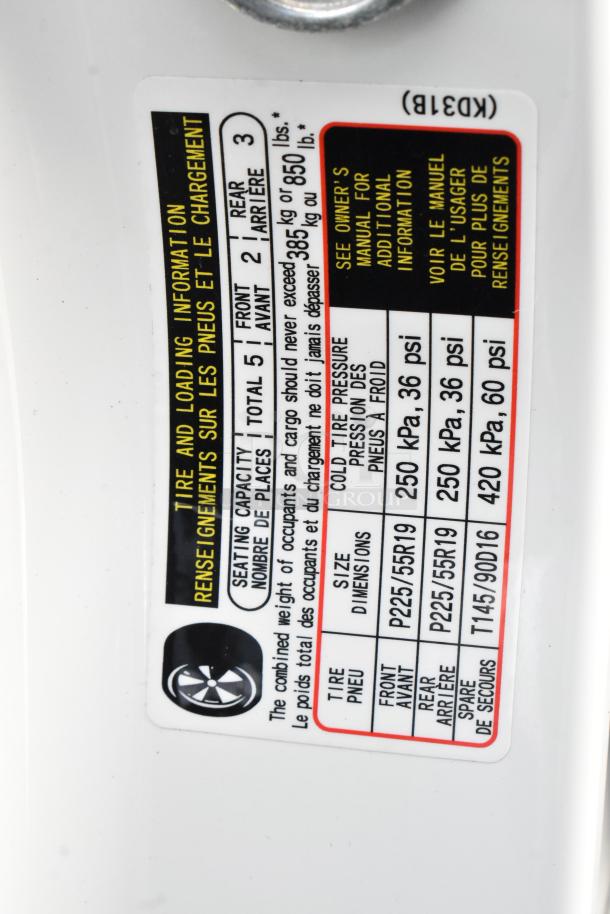 (KD31B)
TIRE AND LOADING INFORMATION
RENSEIGNEMENTS SUR LES PNEUS ET LE CHARGEMENT
SEATING CAPACITY | TOTAL 5 | FRONT 2 | REAR 3
NOMBRE DE PLACES | AVANT | ARRIÈRE
The combined weight of occupants and cargo should never exceed 385 kg or 850 lbs.*
Le poids total des occupants et du chargement ne doit jamais dépasser kg ou lb.*
TIRE PNEU | SIZE DIMENSIONS | COLD TIRE PRESSURE PRESSION DES PNEUS A FROID
FRONT AVANT | P225/55R19 | 250 kPa, 36 psi
REAR ARRIÈRE | P225/55R19 | 250 kPa, 36 psi
SPARE DE SECOURS | T145/90D16 | 420 kPa, 60 psi
SEE OWNER'S
MANUAL FOR
ADDITIONAL
INFORMATION
VOIR LE MANUEL
DE L'USAGER
POUR PLUS DE
RENSEIGNEMENTS
GROUP